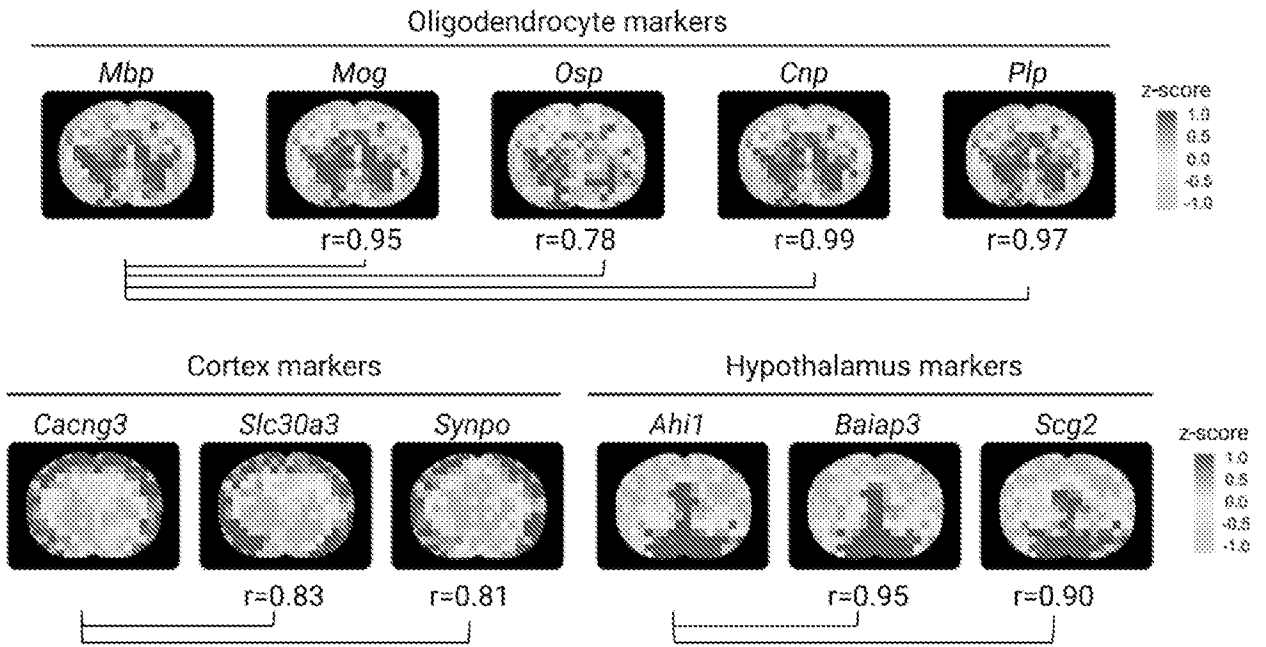 Oligodendrocyte markers
Mbp Mog Osp Cnp Plp
z-score
1.0
0.5
0.0
-0.5
-1.0
r=0.95 r=0.78 r=0.99 r=0.97
Cortex markers Hypothalamus markers
Cacng3 Slc30a3 Synpo Ahi1 Baiap3 Scg2
z-score
1.0
0.5
0.0
-0.5
-1.0
r=0.83 r=0.81 r=0.95 r=0.90